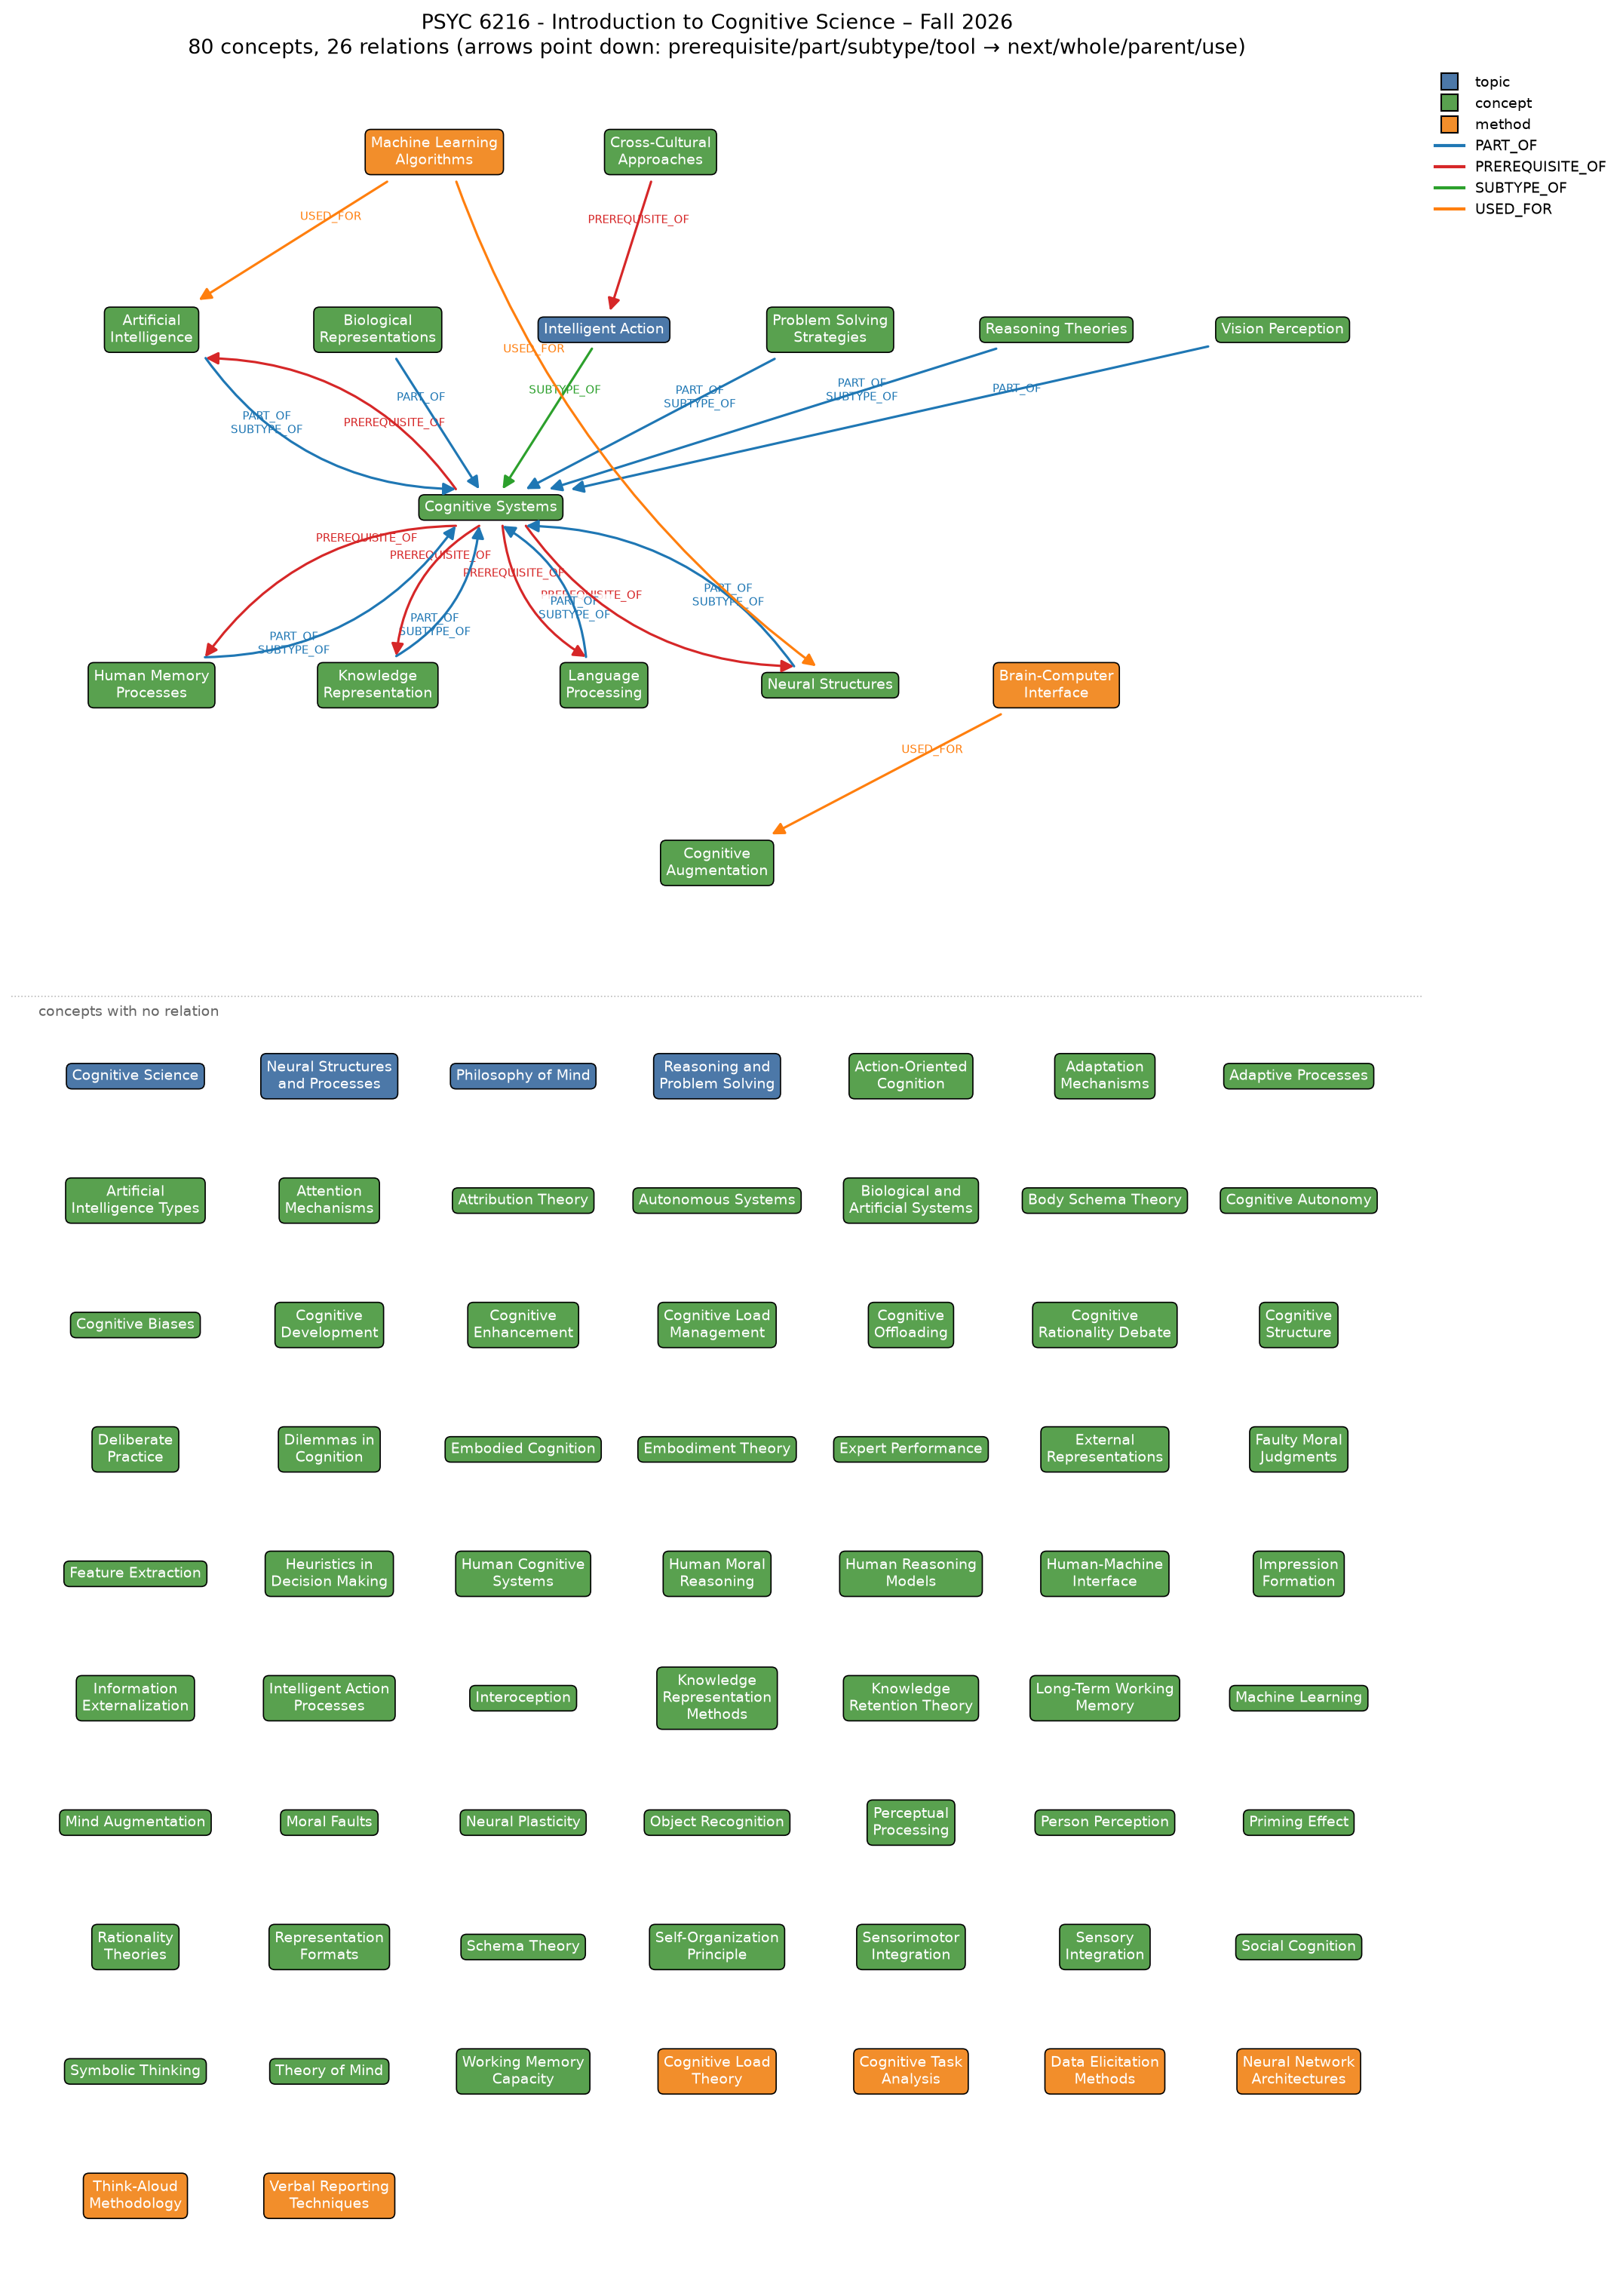 PSYC 6216 - Introduction to Cognitive Science – Fall 2026
80 concepts, 26 relations (arrows point down: prerequisite/part/subtype/tool → next/whole/parent/use)
topic
concept
method
PART_OF
PREREQUISITE_OF
SUBTYPE_OF
USED_FOR
Machine Learning
Algorithms
Cross-Cultural
Approaches
USED_FOR
PREREQUISITE_OF
Artificial
Intelligence
Biological
Representations
Intelligent Action
Problem Solving
Strategies
Reasoning Theories
Vision Perception
USED_FOR
PART_OF
SUBTYPE_OF
PREREQUISITE_OF
PART_OF
SUBTYPE_OF
PART_OF
SUBTYPE_OF
PART_OF
SUBTYPE_OF
PART_OF
Cognitive Systems
PREREQUISITE_OF
PREREQUISITE_OF
PREREQUISITE_OF
PREREQUISITE_OF
PART_OF
SUBTYPE_OF
PART_OF
SUBTYPE_OF
PART_OF
SUBTYPE_OF
PART_OF
SUBTYPE_OF
Human Memory
Processes
Knowledge
Representation
Language
Processing
Neural Structures
Brain-Computer
Interface
USED_FOR
Cognitive
Augmentation
concepts with no relation
Cognitive Science
Neural Structures
and Processes
Philosophy of Mind
Reasoning and
Problem Solving
Action-Oriented
Cognition
Adaptation
Mechanisms
Adaptive Processes
Artificial
Intelligence Types
Attention
Mechanisms
Attribution Theory
Autonomous Systems
Biological and
Artificial Systems
Body Schema Theory
Cognitive Autonomy
Cognitive Biases
Cognitive
Development
Cognitive
Enhancement
Cognitive Load
Management
Cognitive
Offloading
Cognitive
Rationality Debate
Cognitive
Structure
Deliberate
Practice
Dilemmas in
Cognition
Embodied Cognition
Embodiment Theory
Expert Performance
External
Representations
Faulty Moral
Judgments
Feature Extraction
Heuristics in
Decision Making
Human Cognitive
Systems
Human Moral
Reasoning
Human Reasoning
Models
Human-Machine
Interface
Impression
Formation
Information
Externalization
Intelligent Action
Processes
Interoception
Knowledge
Representation
Methods
Knowledge
Retention Theory
Long-Term Working
Memory
Machine Learning
Mind Augmentation
Moral Faults
Neural Plasticity
Object Recognition
Perceptual
Processing
Person Perception
Priming Effect
Rationality
Theories
Representation
Formats
Schema Theory
Self-Organization
Principle
Sensorimotor
Integration
Sensory
Integration
Social Cognition
Symbolic Thinking
Theory of Mind
Working Memory
Capacity
Cognitive Load
Theory
Cognitive Task
Analysis
Data Elicitation
Methods
Neural Network
Architectures
Think-Aloud
Methodology
Verbal Reporting
Techniques